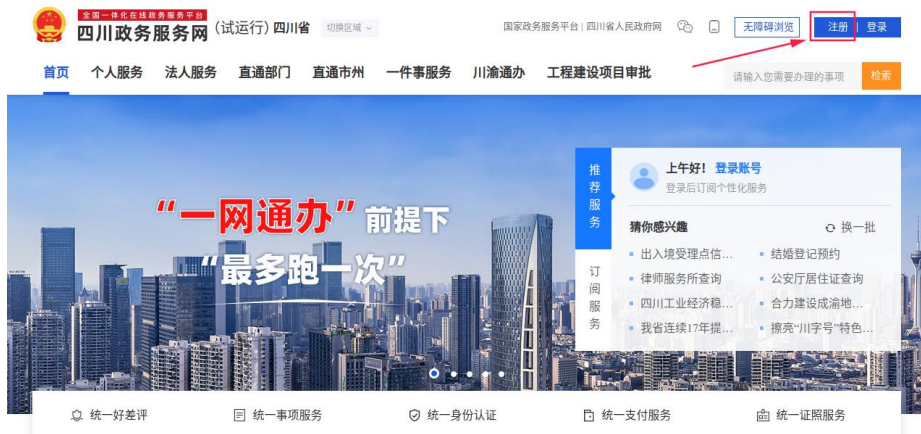 全国一体化在线政务服务平台
四川政务服务网 (试运行) 四川省 切换区域
国家政务服务平台 | 四川省人民政府网 无障碍浏览 注册 | 登录
首页 个人服务 法人服务 直通部门 直通市州 一件事服务 川渝通办 工程建设项目审批
请输入您需要办理的事项 检索
“一网通办”前提下
“最多跑一次”
推荐服务
订阅服务
上午好! 登录账号
登录后订阅个性化服务
猜你感兴趣 换一批
出入境受理点信... 结婚登记预约
律师服务所查询 公安厅居住证查询
四川工业经济稳... 合力建设成渝地...
我省连续17年提... 擦亮“川字号”特色...
统一好差评 统一事项服务 统一身份认证 统一支付服务 统一证照服务